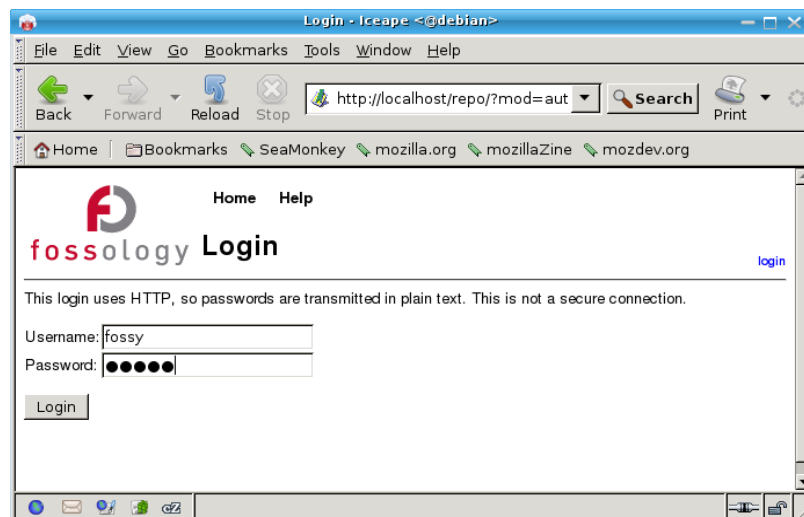 Login - Iceape <@debian>
File Edit View Go Bookmarks Tools Window Help
http://localhost/repo/?mod=aut Search
Back Forward Reload Stop Print
Home Bookmarks SeaMonkey mozilla.org mozillaZine mozdev.org
Home Help
fossology Login
login
This login uses HTTP, so passwords are transmitted in plain text. This is not a secure connection.
Username: fossy
Password: ●●●●●
Login